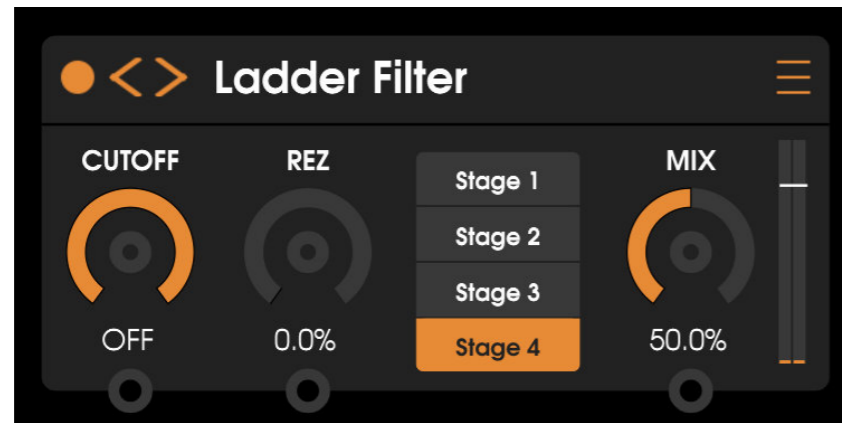 Ladder Filter
CUTOFF
OFF
REZ
0.0%
Stage 1
Stage 2
Stage 3
Stage 4
MIX
50.0%